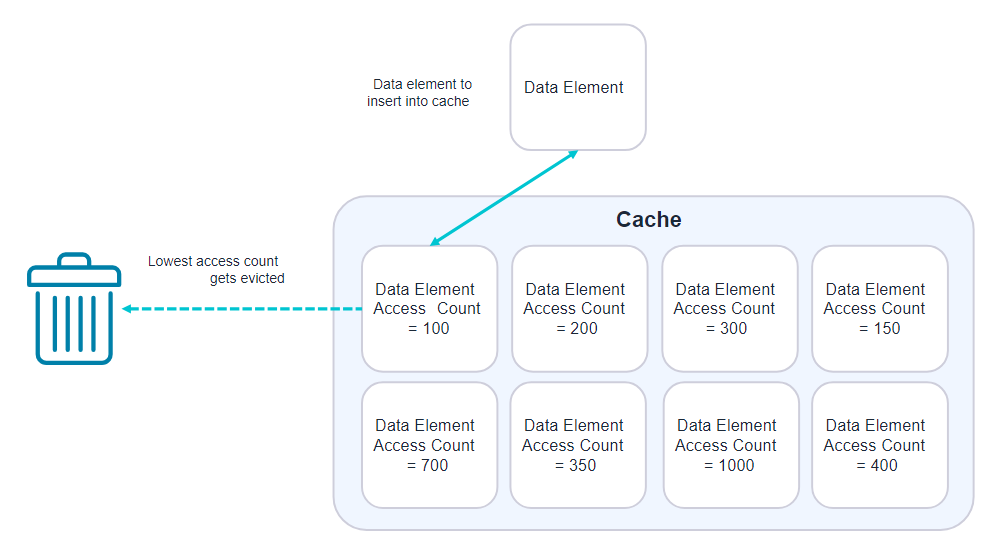 Data element to
insert into cache
Data Element
Cache
Lowest access count
gets evicted
Data Element
Access Count
= 100
Data Element
Access Count
= 200
Data Element
Access Count
= 300
Data Element
Access Count
= 150
Data Element
Access Count
= 700
Data Element
Access Count
= 350
Data Element
Access Count
= 1000
Data Element
Access Count
= 400